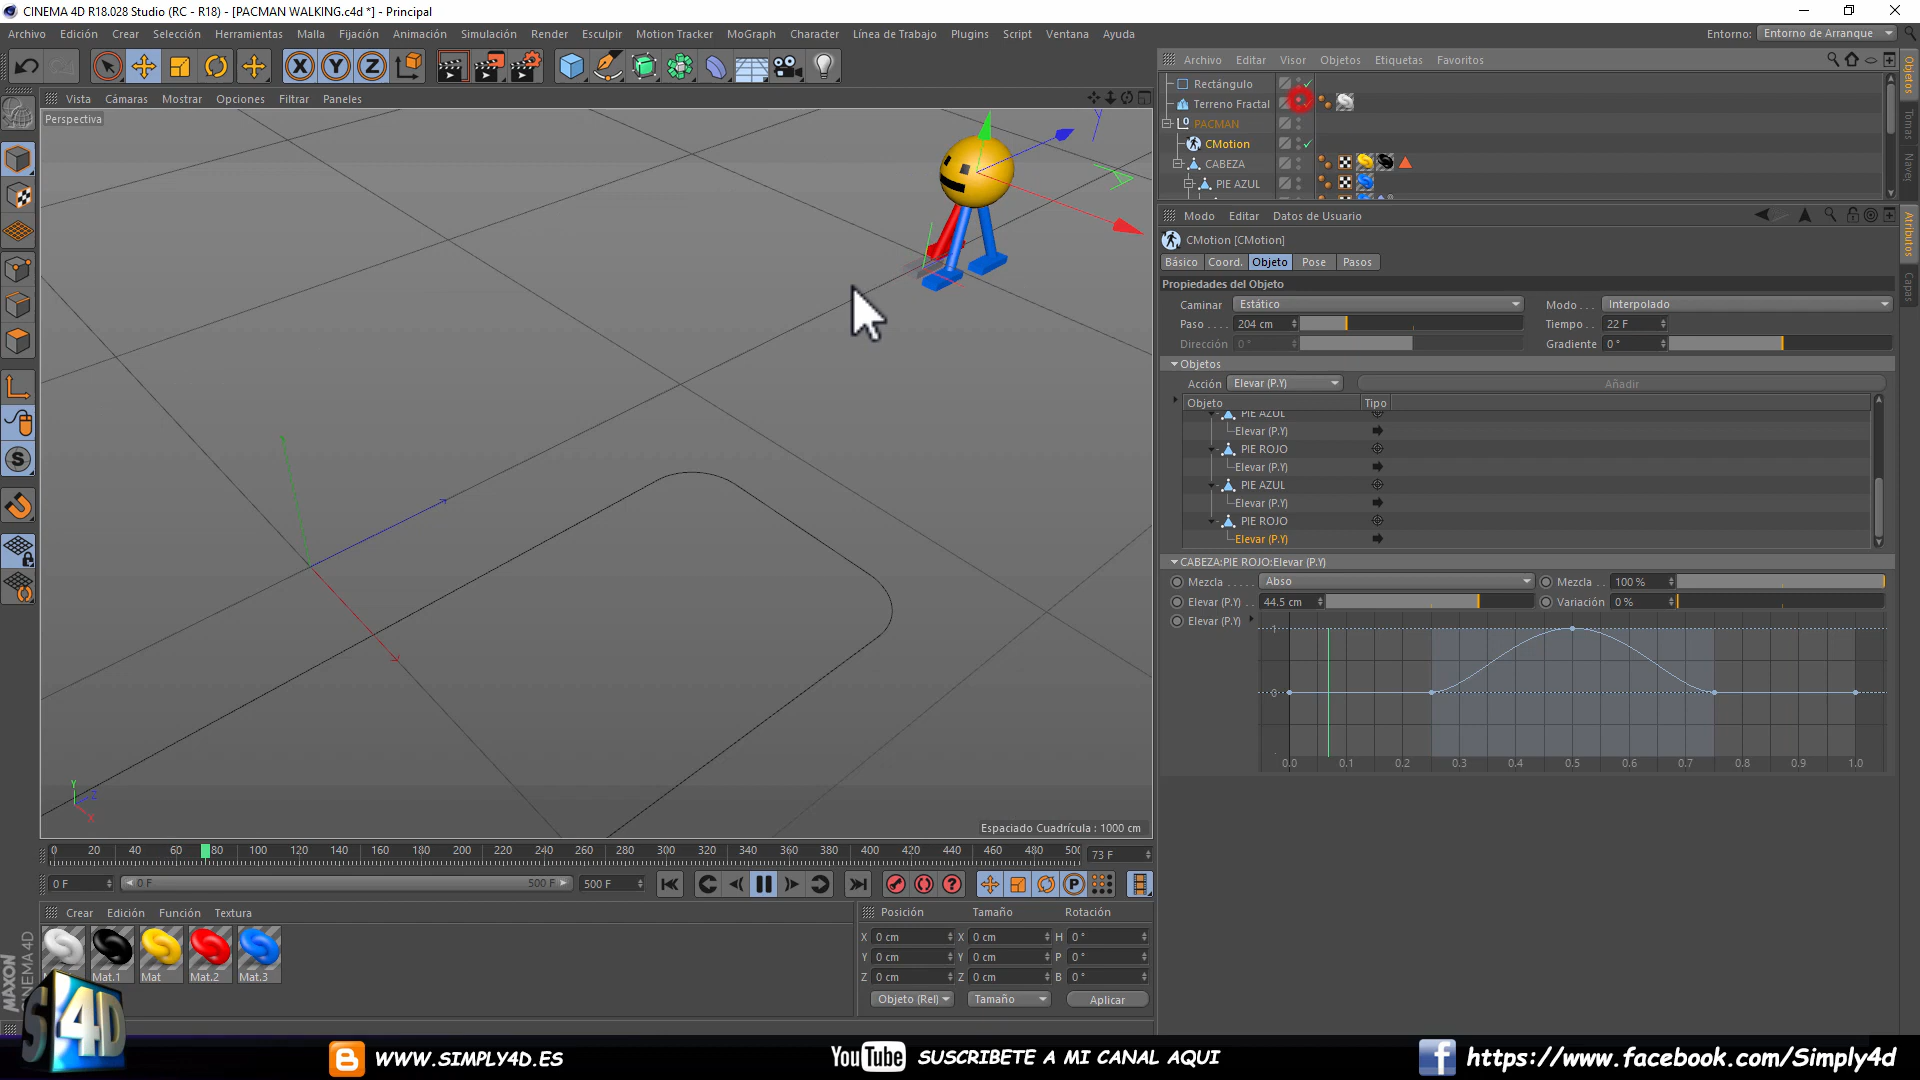 CINEMA 4D R18.028 Studio (RC - R18) - [PACMAN WALKING.c4d *] - Principal
Archivo Edición Crear Selección Herramientas Malla Fijación Animación Simulación Render Esculpir Motion Tracker MoGraph Character Línea de Trabajo Plugins Script Ventana Ayuda
Entorno: Entorno de Arranque
X Y Z
Archivo Editar Visor Objetos Etiquetas Favoritos
Vista Cámaras Mostrar Opciones Filtrar Paneles
Perspectiva
Rectángulo
Terreno Fractal
PACMAN
CMotion
CABEZA
PIE AZUL
Objetos
Tomas
Atributos
Capas
Modo Editar Datos de Usuario
CMotion [CMotion]
Básico Coord. Objeto Pose Pasos
Propiedades del Objeto
Caminar Estático Modo . . . Interpolado
Paso . . . . 204 cm Tiempo . . 22 F
Dirección 0 ° Gradiente 0 °
Objetos
Acción Elevar (P.Y) Añadir
Objeto Tipo
PIE AZUL
Elevar (P.Y)
PIE ROJO
Elevar (P.Y)
PIE AZUL
Elevar (P.Y)
PIE ROJO
Elevar (P.Y)
CABEZA:PIE ROJO:Elevar (P.Y)
Mezcla . . . . . Abso Mezcla . . 100 %
Elevar (P.Y) . . 44.5 cm Variación 0 %
Elevar (P.Y)
1
0
0.0 0.1 0.2 0.3 0.4 0.5 0.6 0.7 0.8 0.9 1.0
Y
Z
X
Espaciado Cuadrícula : 1000 cm
0 20 40 60 80 100 120 140 160 180 200 220 240 260 280 300 320 340 360 380 400 420 440 460 480 500
73 F
0 F 0 F 500 F 500 F
Crear Edición Función Textura
Mat.1 Mat Mat.2 Mat.3
Posición Tamaño Rotación
X 0 cm X 0 cm H 0 °
Y 0 cm Y 0 cm P 0 °
Z 0 cm Z 0 cm B 0 °
Objeto (Rel) Tamaño Aplicar
MAXON
CINEMA 4D
S4D
WWW.SIMPLY4D.ES
YouTube SUSCRIBETE A MI CANAL AQUI
f https://www.facebook.com/Simply4d